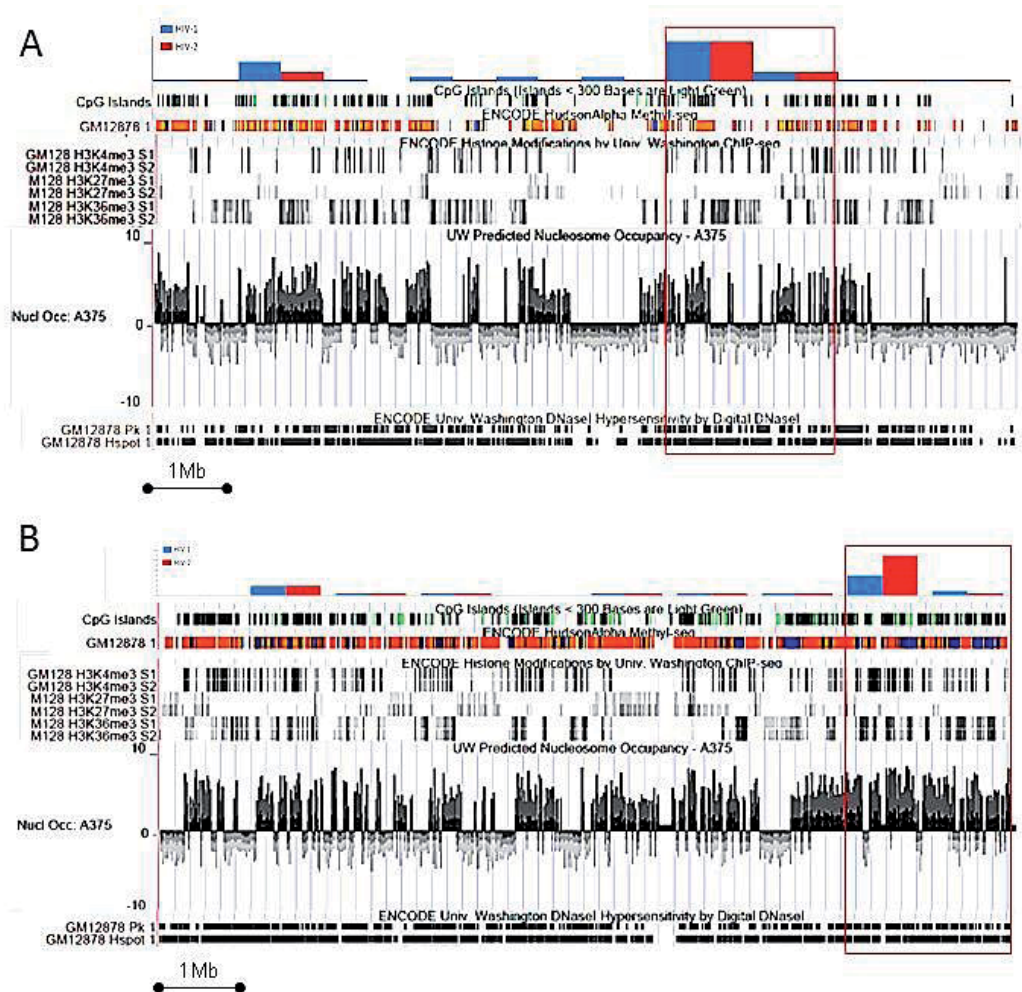 A
HIV-1
HIV-2
CpG Islands (Islands < 300 Bases are Light Green)
CpG Islands
ENCODE HudsonAlpha Methyl-seq
GM12878 1
ENCODE Histone Modifications by Univ. Washington ChIP-seq
GM128 H3K4me3 S1
GM128 H3K4me3 S2
M128 H3K27me3 S1
M128 H3K27me3 S2
M128 H3K36me3 S1
M128 H3K36me3 S2
10
UW Predicted Nucleosome Occupancy - A375
Nucl Occ: A375
0
-10
ENCODE Univ. Washington DNaseI Hypersensitivity by Digital DNaseI
GM12878 Pk 1
GM12878 Hspot 1
1Mb
B
HIV-1
HIV-2
CpG Islands (Islands < 300 Bases are Light Green)
CpG Islands
ENCODE HudsonAlpha Methyl-seq
GM12878 1
ENCODE Histone Modifications by Univ. Washington ChIP-seq
GM128 H3K4me3 S1
GM128 H3K4me3 S2
M128 H3K27me3 S1
M128 H3K27me3 S2
M128 H3K36me3 S1
M128 H3K36me3 S2
10
UW Predicted Nucleosome Occupancy - A375
Nucl Occ: A375
0
-10
ENCODE Univ. Washington DNaseI Hypersensitivity by Digital DNaseI
GM12878 Pk 1
GM12878 Hspot 1
1Mb